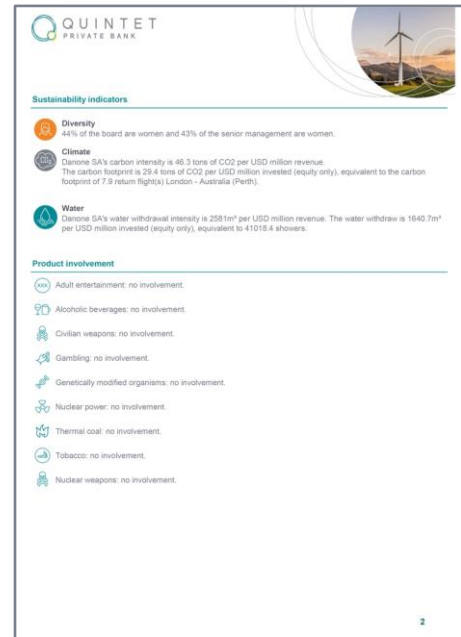 QUINTET
PRIVATE BANK
Sustainability indicators
Diversity
44% of the board are women and 43% of the senior management are women.
Climate
Danone SA's carbon intensity is 46.3 tons of CO2 per USD million revenue.
The carbon footprint is 29.4 tons of CO2 per USD million invested (equity only), equivalent to the carbon
footprint of 7.9 return flight(s) London - Australia (Perth).
Water
Danone SA's water withdrawal intensity is 2581m³ per USD million revenue. The water withdraw is 1640.7m³
per USD million invested (equity only), equivalent to 41018.4 showers.
Product involvement
XXX Adult entertainment: no involvement.
Alcoholic beverages: no involvement.
Civilian weapons: no involvement.
Gambling: no involvement.
Genetically modified organisms: no involvement.
Nuclear power: no involvement.
Thermal coal: no involvement.
Tobacco: no involvement.
Nuclear weapons: no involvement.
2